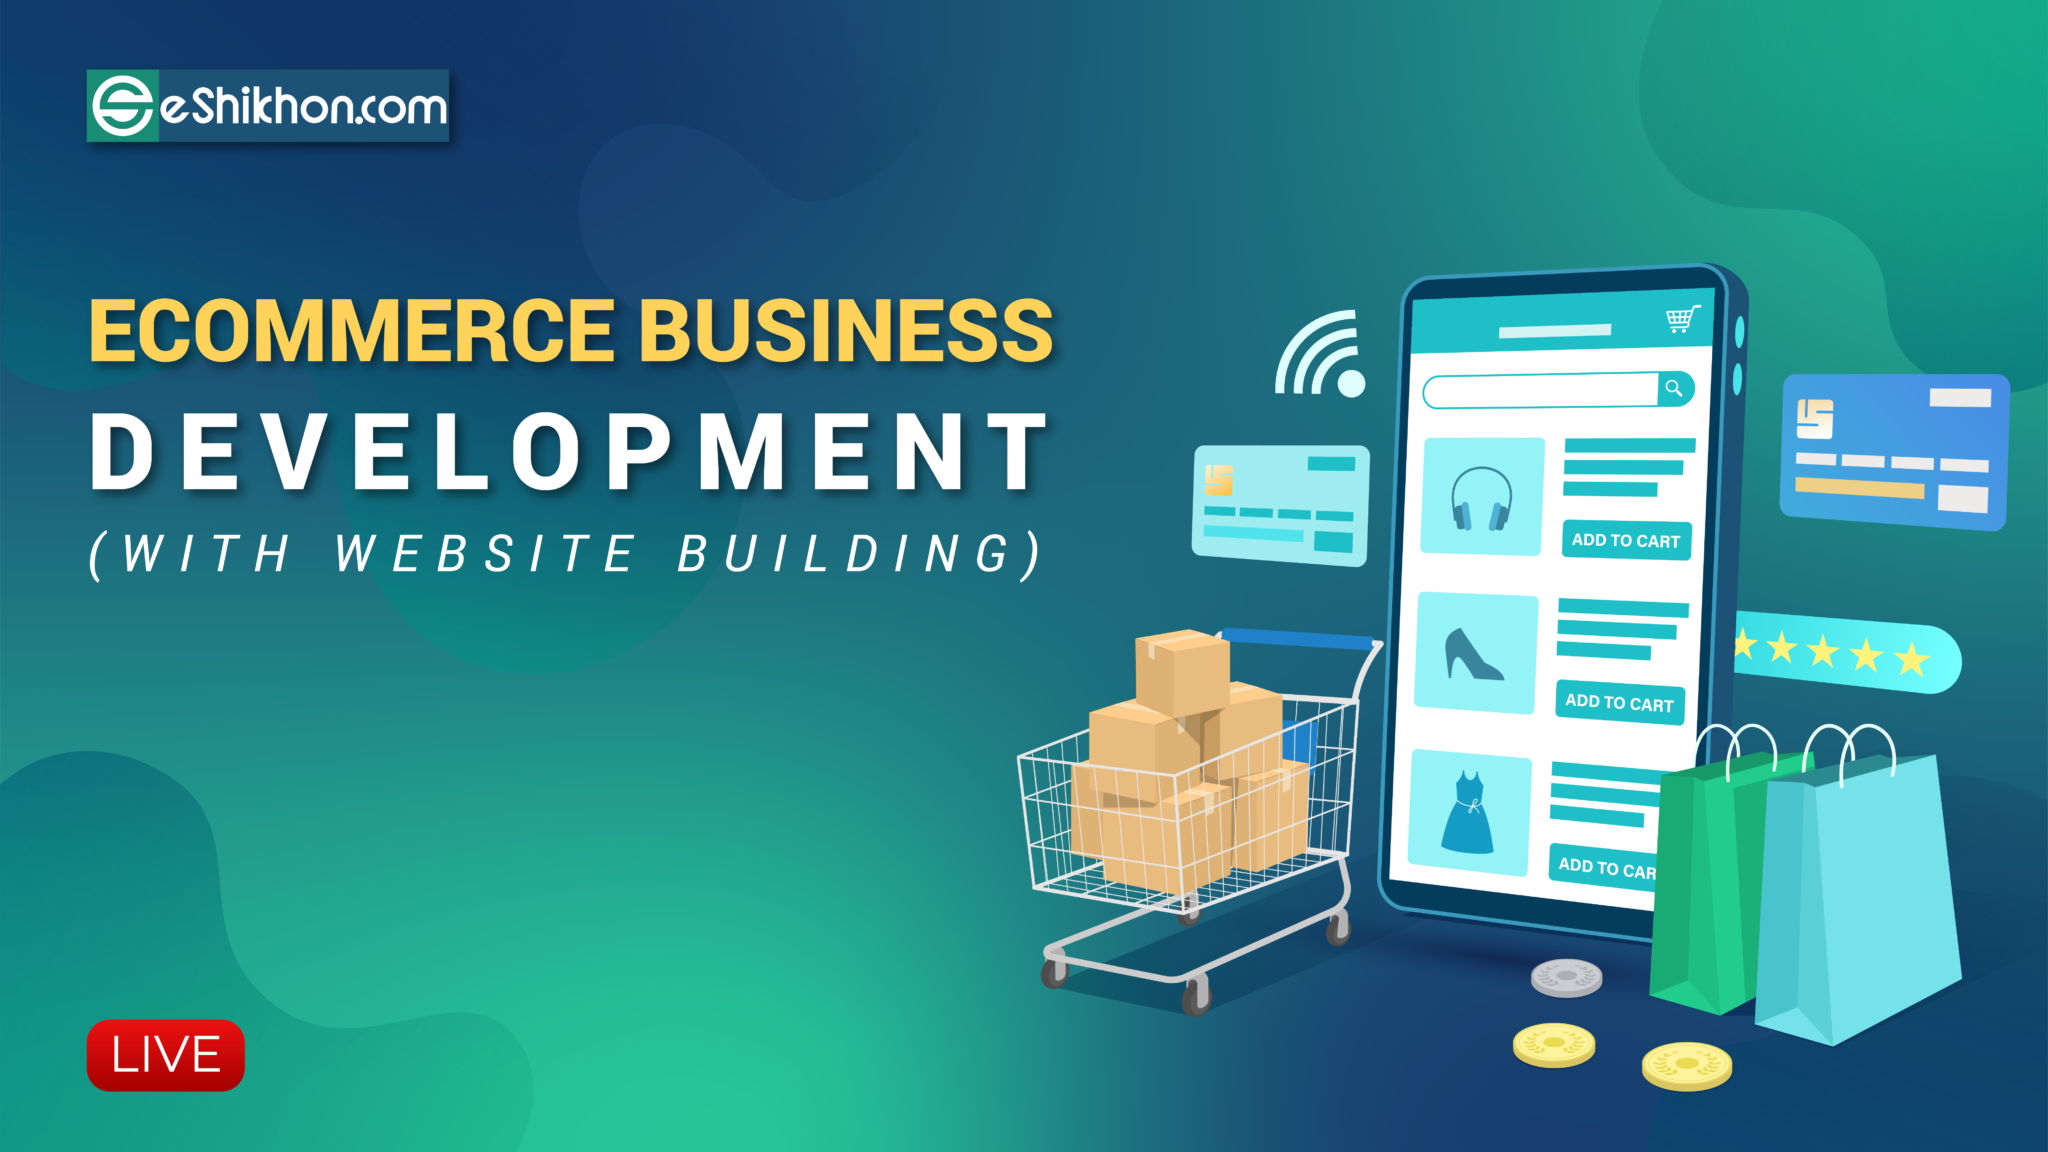 eShikhon.com
ECOMMERCE BUSINESS
DEVELOPMENT
(WITH WEBSITE BUILDING)
ADD TO CART
ADD TO CART
ADD TO CAR
LIVE